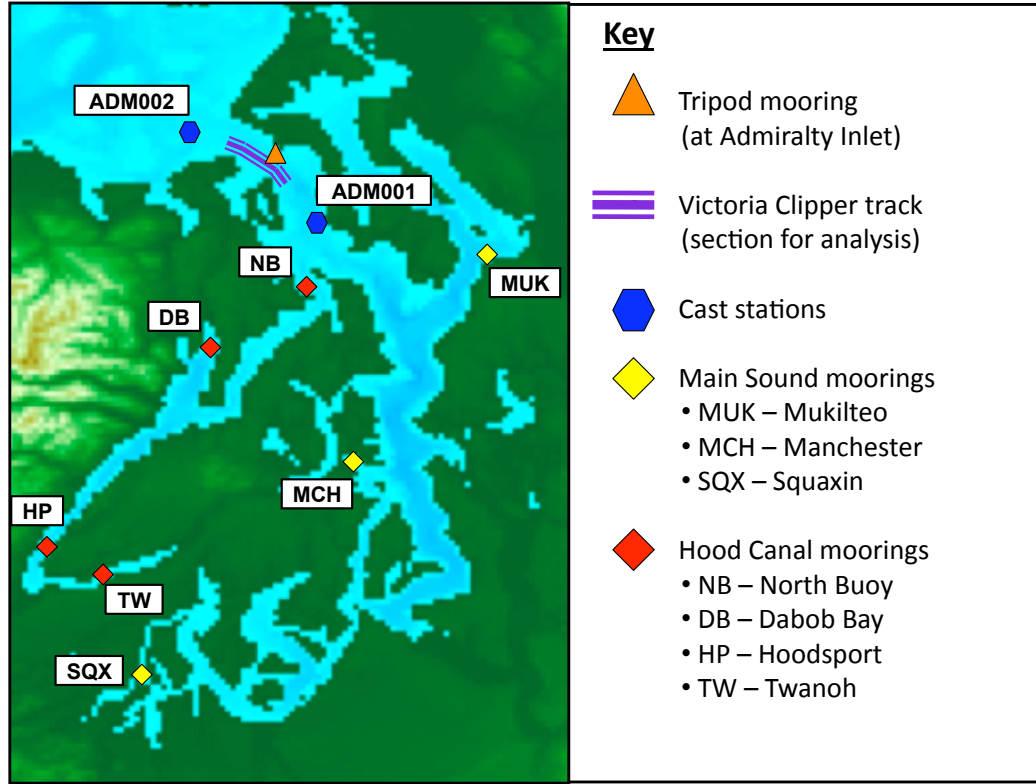 ADM002
ADM001
NB
MUK
DB
MCH
HP
TW
SQX
Key
Tripod mooring
(at Admiralty Inlet)
Victoria Clipper track
(section for analysis)
Cast stations
Main Sound moorings
• MUK – Mukilteo
• MCH – Manchester
• SQX – Squaxin
Hood Canal moorings
• NB – North Buoy
• DB – Dabob Bay
• HP – Hoodsport
• TW – Twanoh